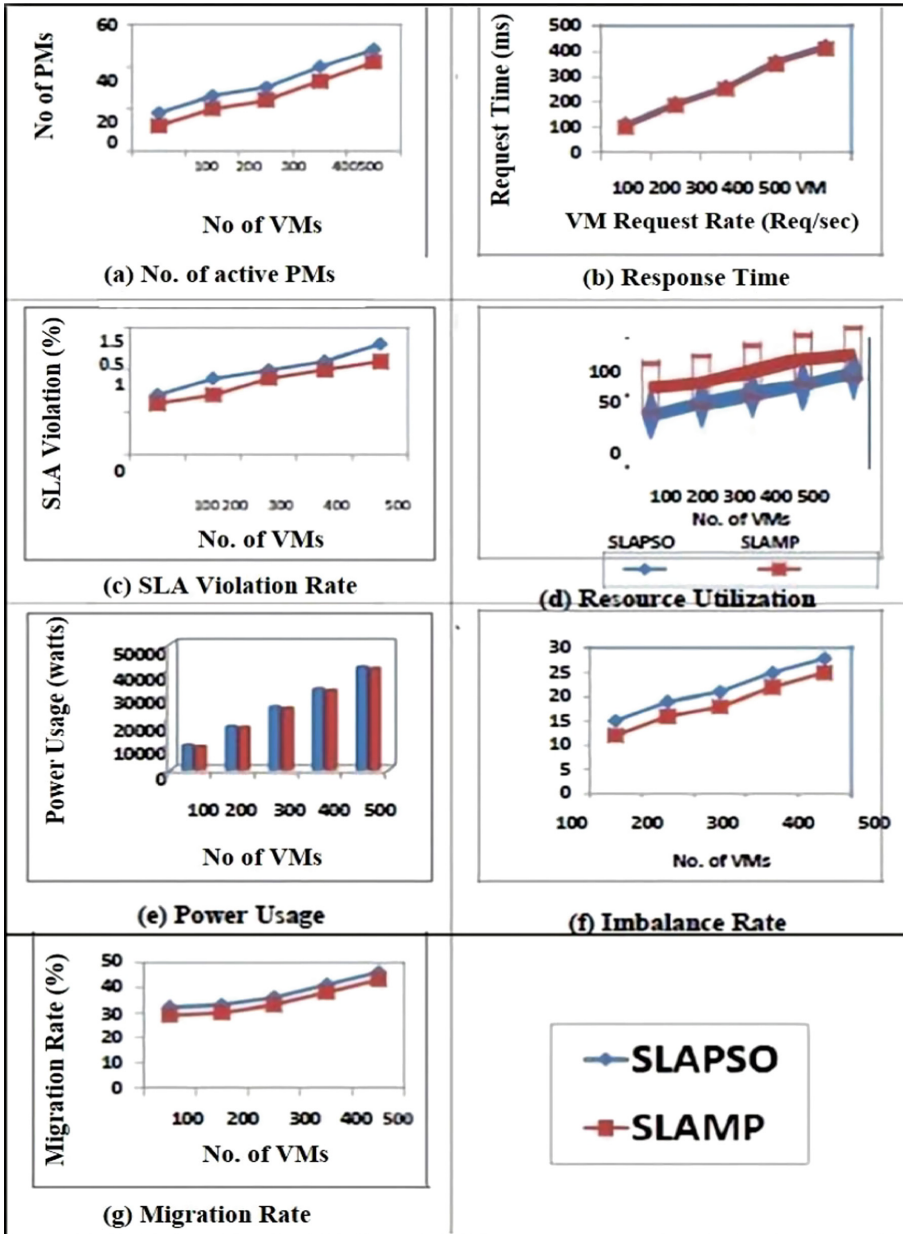 No of PMs
60
40
20
0
100 200 300 400500
No of VMs
(a) No. of active PMs
Request Time (ms)
500
400
300
200
100
0
100 200 300 400 500 VM
VM Request Rate (Req/sec)
(b) Response Time
SLA Violation (%)
1.5
0.5
1
0
100 200 300 400 500
No. of VMs
(c) SLA Violation Rate
100
50
0
100 200 300 400 500
No. of VMs
SLAPSO SLAMP
(d) Resource Utilization
Power Usage (watts)
50000
40000
30000
20000
10000
0
100 200 300 400 500
No of VMs
(e) Power Usage
30
25
20
15
10
5
0
100 200 300 400 500
No. of VMs
(f) Imbalance Rate
Migration Rate (%)
50
40
30
20
10
0
100 200 300 400 500
No. of VMs
(g) Migration Rate
SLAPSO
SLAMP